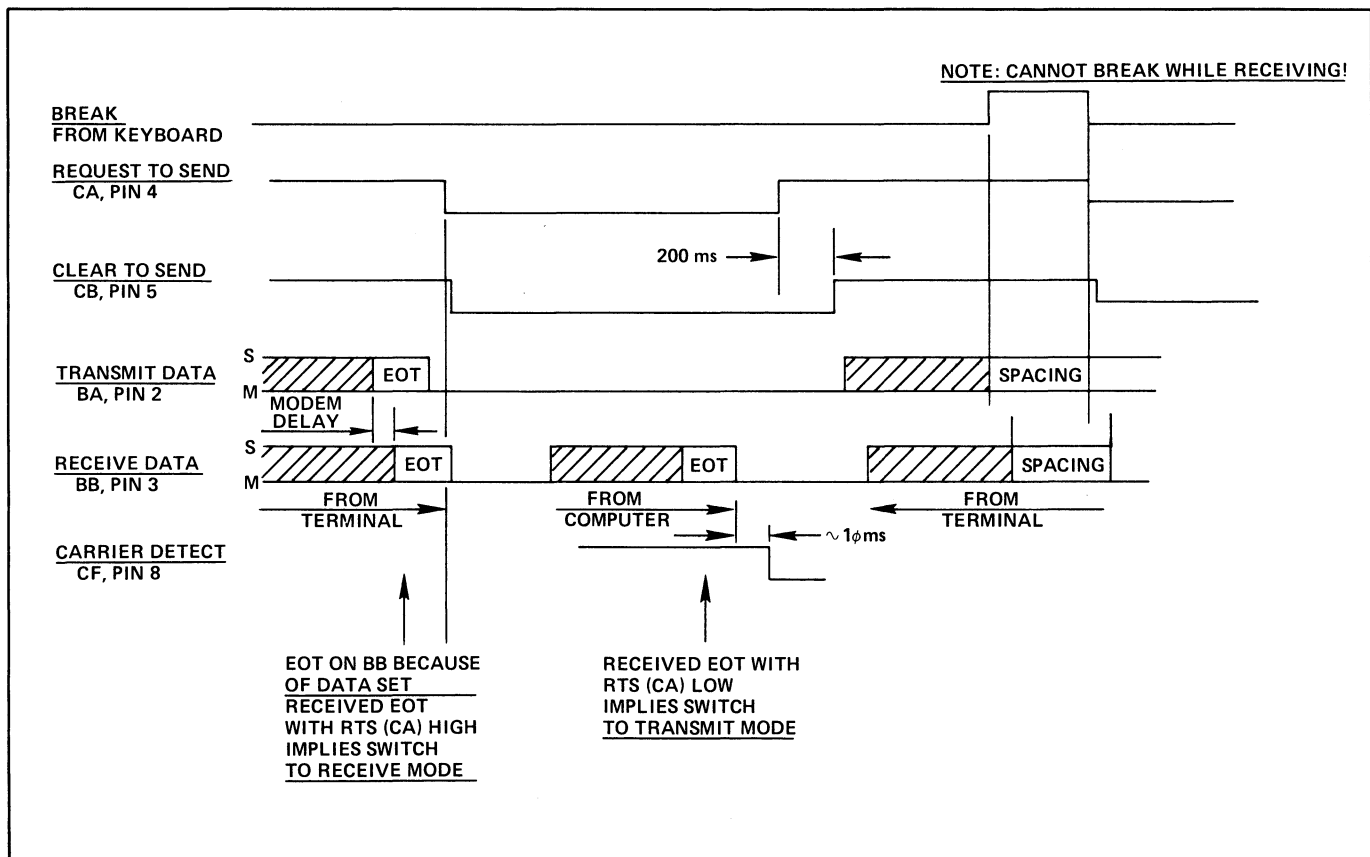 NOTE: CANNOT BREAK WHILE RECEIVING!
BREAK
FROM KEYBOARD
REQUEST TO SEND
CA, PIN 4
200 ms
CLEAR TO SEND
CB, PIN 5
S
EOT
SPACING
TRANSMIT DATA
BA, PIN 2
M
MODEM
DELAY
S
EOT
EOT
SPACING
RECEIVE DATA
BB, PIN 3
M
FROM
TERMINAL
FROM
COMPUTER
FROM
TERMINAL
~ 1ϕms
CARRIER DETECT
CF, PIN 8
EOT ON BB BECAUSE
OF DATA SET
RECEIVED EOT
WITH RTS (CA) HIGH
IMPLIES SWITCH
TO RECEIVE MODE
RECEIVED EOT WITH
RTS (CA) LOW
IMPLIES SWITCH
TO TRANSMIT MODE